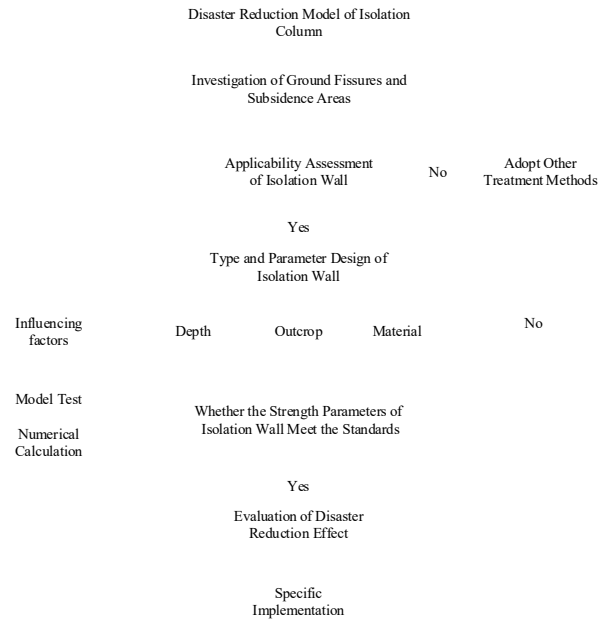 Disaster Reduction Model of Isolation
Column
Investigation of Ground Fissures and
Subsidence Areas
Applicability Assessment
of Isolation Wall
No
Adopt Other
Treatment Methods
Yes
Type and Parameter Design of
Isolation Wall
Influencing
factors
Depth
Outcrop
Material
No
Model Test
Numerical
Calculation
Whether the Strength Parameters of
Isolation Wall Meet the Standards
Yes
Evaluation of Disaster
Reduction Effect
Specific
Implementation